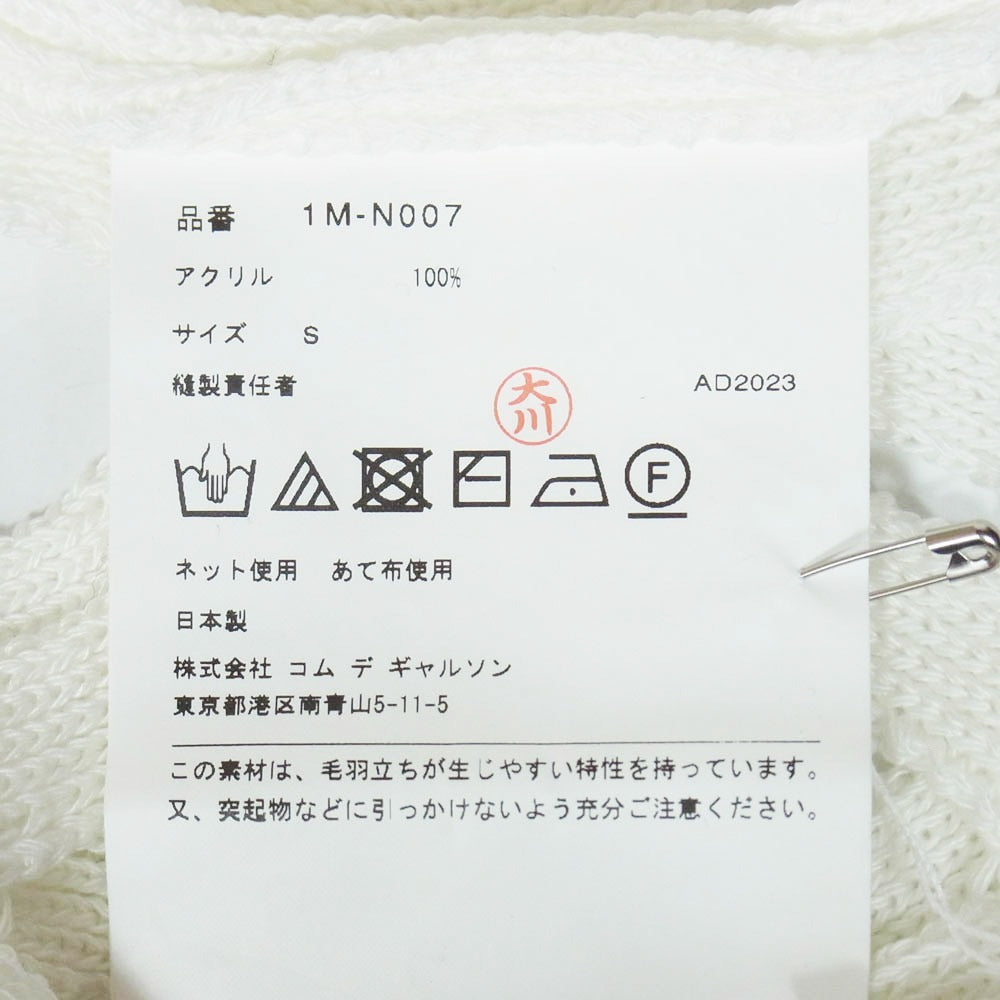 品番 1M-N007
アクリル 100%
サイズ S
縫製責任者 大川 AD2023
F
ネット使用 あて布使用
日本製
株式会社 コム デ ギャルソン
東京都港区南青山5-11-5
この素材は、毛羽立ちが生じやすい特性を持っています。
又、突起物などに引っかけないよう充分ご注意ください。